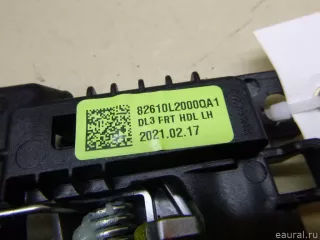 82610L2000QA1
DL3 FRT HDL LH
2021.02.17
eaural.ru